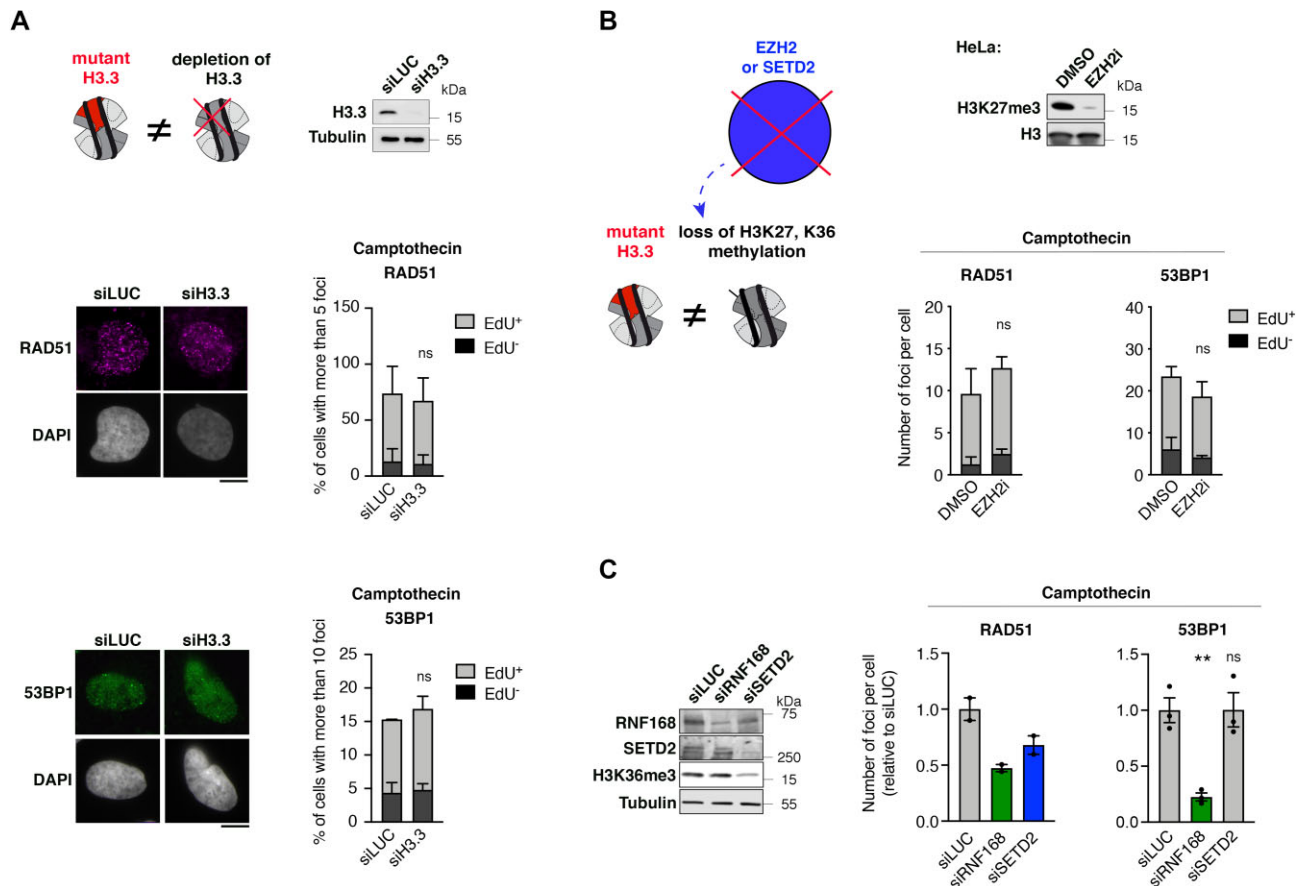 A
mutant
H3.3
≠
depletion of
H3.3
siLUC
siH3.3
kDa
H3.3
15
Tubulin
55
siLUC
siH3.3
RAD51
DAPI
Camptothecin
RAD51
% of cells with more than 5 foci
150
100
50
0
ns
EdU+
EdU-
siLUC
siH3.3
siLUC
siH3.3
53BP1
DAPI
Camptothecin
53BP1
% of cells with more than 10 foci
25
20
15
10
5
0
ns
EdU+
EdU-
siLUC
siH3.3
B
EZH2
or SETD2
mutant
H3.3
≠
loss of H3K27, K36
methylation
HeLa:
DMSO
EZH2i
kDa
H3K27me3
15
H3
15
Camptothecin
RAD51
Number of foci per cell
20
15
10
5
0
ns
DMSO
EZH2i
53BP1
40
30
20
10
0
ns
EdU+
EdU-
DMSO
EZH2i
C
siLUC
siRNF168
siSETD2
kDa
RNF168
75
SETD2
250
H3K36me3
15
Tubulin
55
Camptothecin
RAD51
Number of foci per cell
(relative to siLUC)
1.5
1.0
0.5
0.0
siLUC
siRNF168
siSETD2
53BP1
1.5
1.0
0.5
0.0
**
ns
siLUC
siRNF168
siSETD2